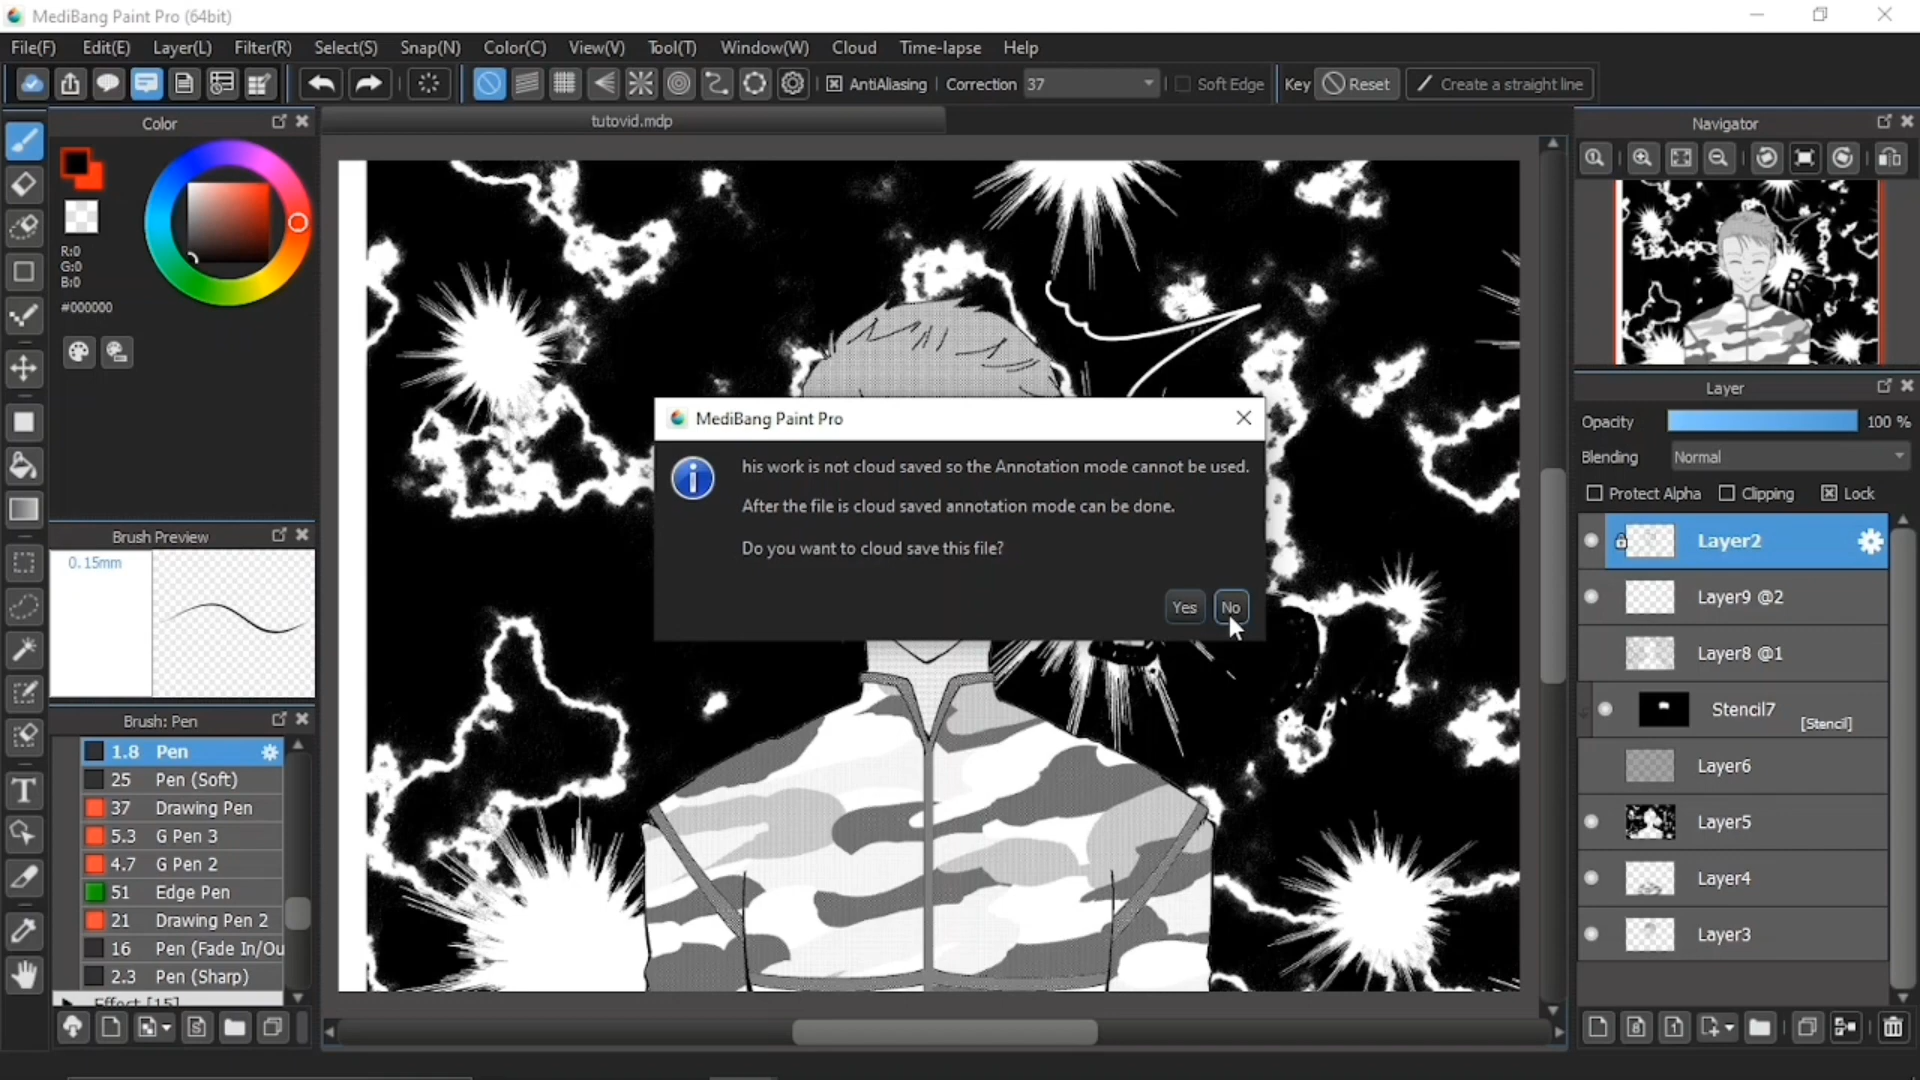 MediBang Paint Pro (64bit)
File(F) Edit(E) Layer(L) Filter(R) Select(S) Snap(N) Color(C) View(V) Tool(T) Window(W) Cloud Time-lapse Help
AntiAliasing Correction 37 Soft Edge Key Reset Create a straight line
Color
tutovid.mdp
Navigator
R:0
G:0
B:0
#000000
Layer
Opacity 100 %
Blending Normal
Protect Alpha Clipping Lock
MediBang Paint Pro
his work is not cloud saved so the Annotation mode cannot be used.
After the file is cloud saved annotation mode can be done.
Do you want to cloud save this file?
Yes No
Brush Preview
0.15mm
Brush: Pen
1.8 Pen
25 Pen (Soft)
37 Drawing Pen
5.3 G Pen 3
4.7 G Pen 2
51 Edge Pen
21 Drawing Pen 2
16 Pen (Fade In/Ou
2.3 Pen (Sharp)
Effect [15]
Layer2
Layer9 @2
Layer8 @1
Stencil7
[Stencil]
Layer6
Layer5
Layer4
Layer3